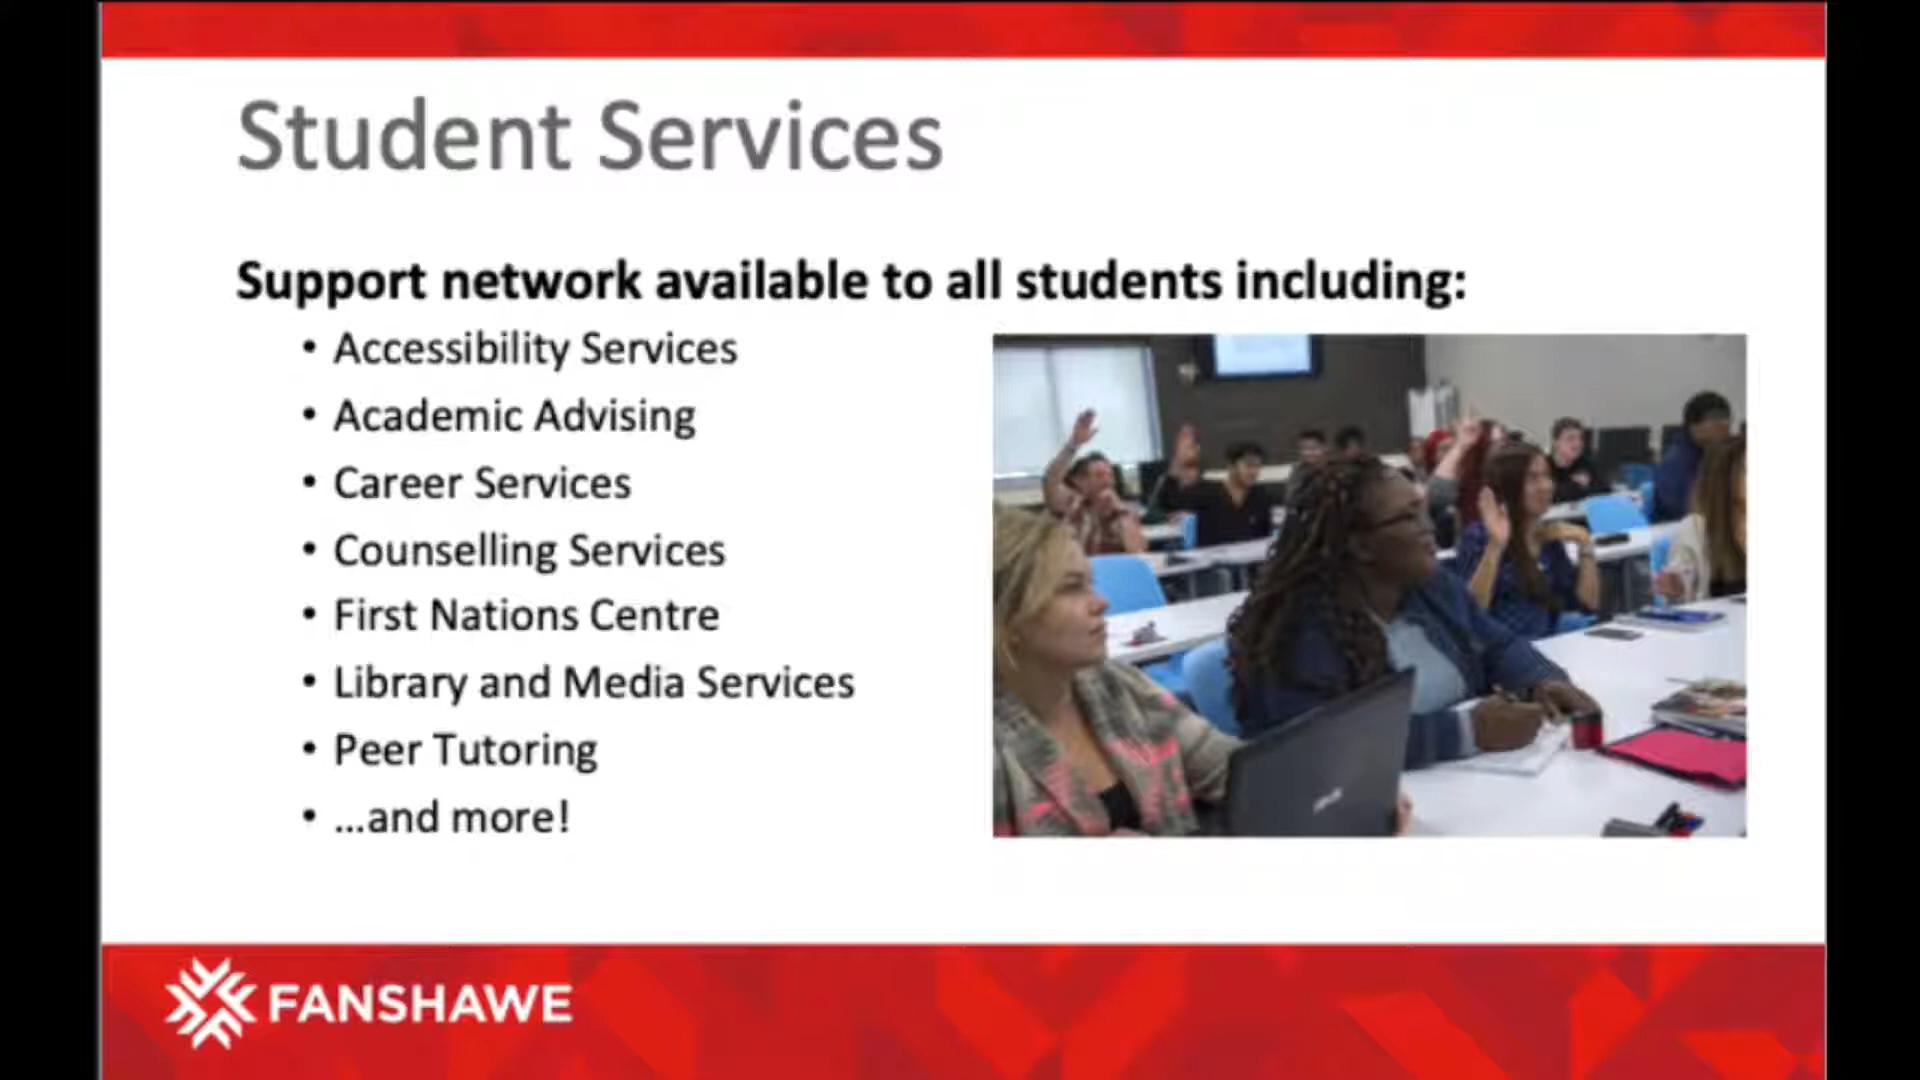 Student Services
Support network available to all students including:
• Accessibility Services
• Academic Advising
• Career Services
• Counselling Services
• First Nations Centre
• Library and Media Services
• Peer Tutoring
• ...and more!
FANSHAWE